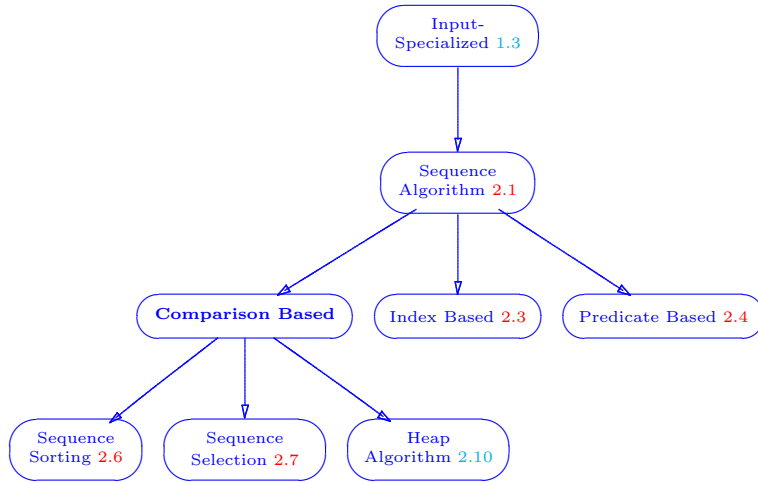 Input-
Specialized 1.3
Sequence
Algorithm 2.1
Comparison Based
Index Based 2.3
Predicate Based 2.4
Sequence
Sorting 2.6
Sequence
Selection 2.7
Heap
Algorithm 2.10